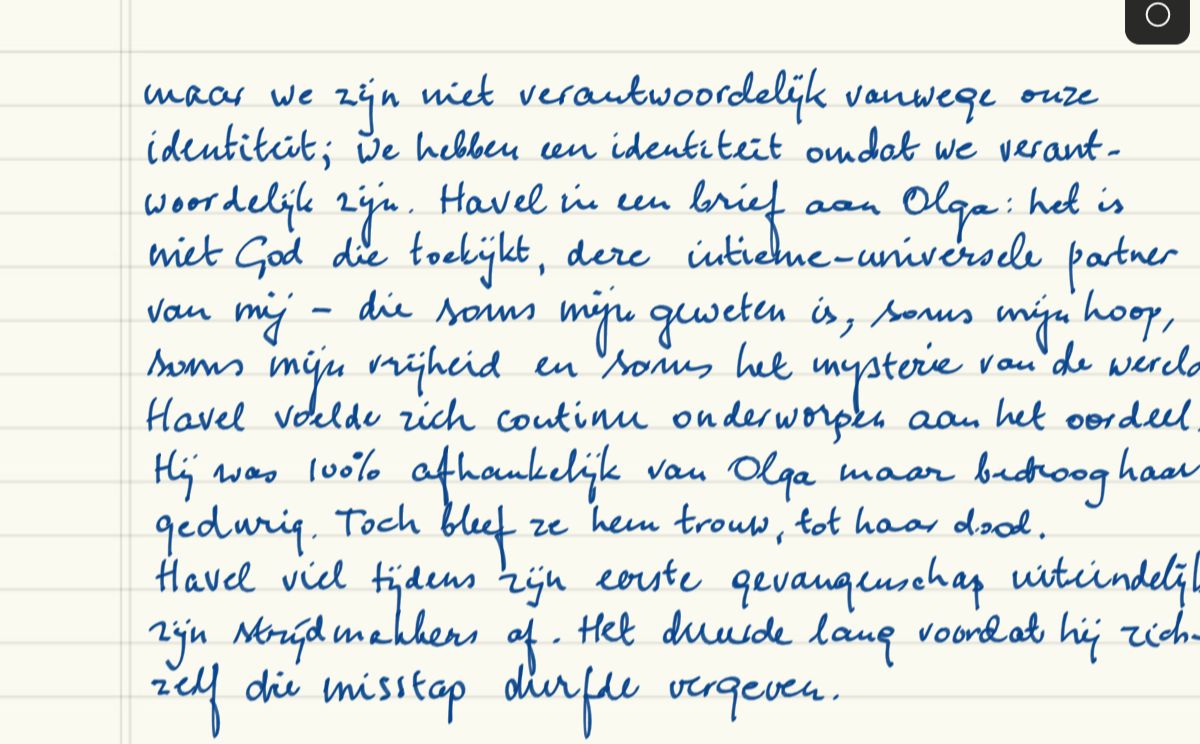 maar we zijn niet verantwoordelijk vanwege onze
identiteit; we hebben een identiteit omdat we verant-
woordelijk zijn. Havel in een brief aan Olga: het is
niet God die toekijkt, deze intieme-universele partner
van mij – die soms mijn geweten is, soms mijn hoop,
soms mijn vrijheid en soms het mysterie van de wereld
Havel voelde zich continu onderworpen aan het oordeel.
Hij was 100% afhankelijk van Olga maar bedroog haar
gedurig. Toch bleef ze hem trouw, tot haar dood.
Havel viel tijdens zijn eerste gevangenschap uiteindelijk
zijn strijdmakkers af. Het duurde lang voordat hij zich-
zelf die misstap durfde vergeven.